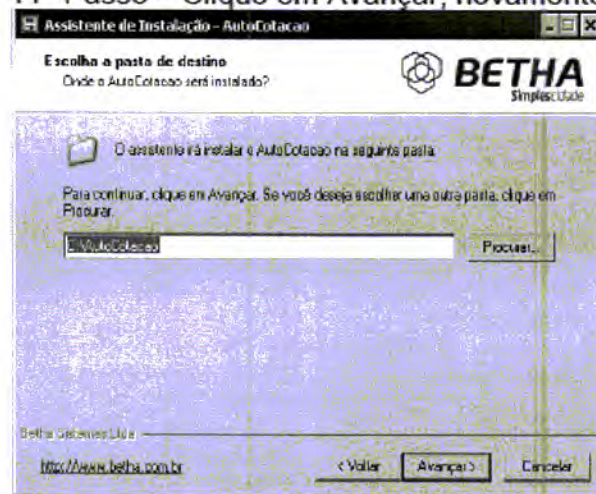 Passo - Clique em Avançar, novamente
Assistente de Instalação - AutoCotacao
Escolha a pasta de destino
Onde o AutoCotacao será instalado?
BETHA
Simplescidade
O assistente irá instalar o AutoCotacao na seguinte pasta.
Para continuar, clique em Avançar. Se você deseja escolher uma outra pasta, clique em
Procurar.
C:\AutoCotacao
Procurar...
Betha Sistemas Ltda
http://www.betha.com.br
< Voltar
Avançar >
Cancelar